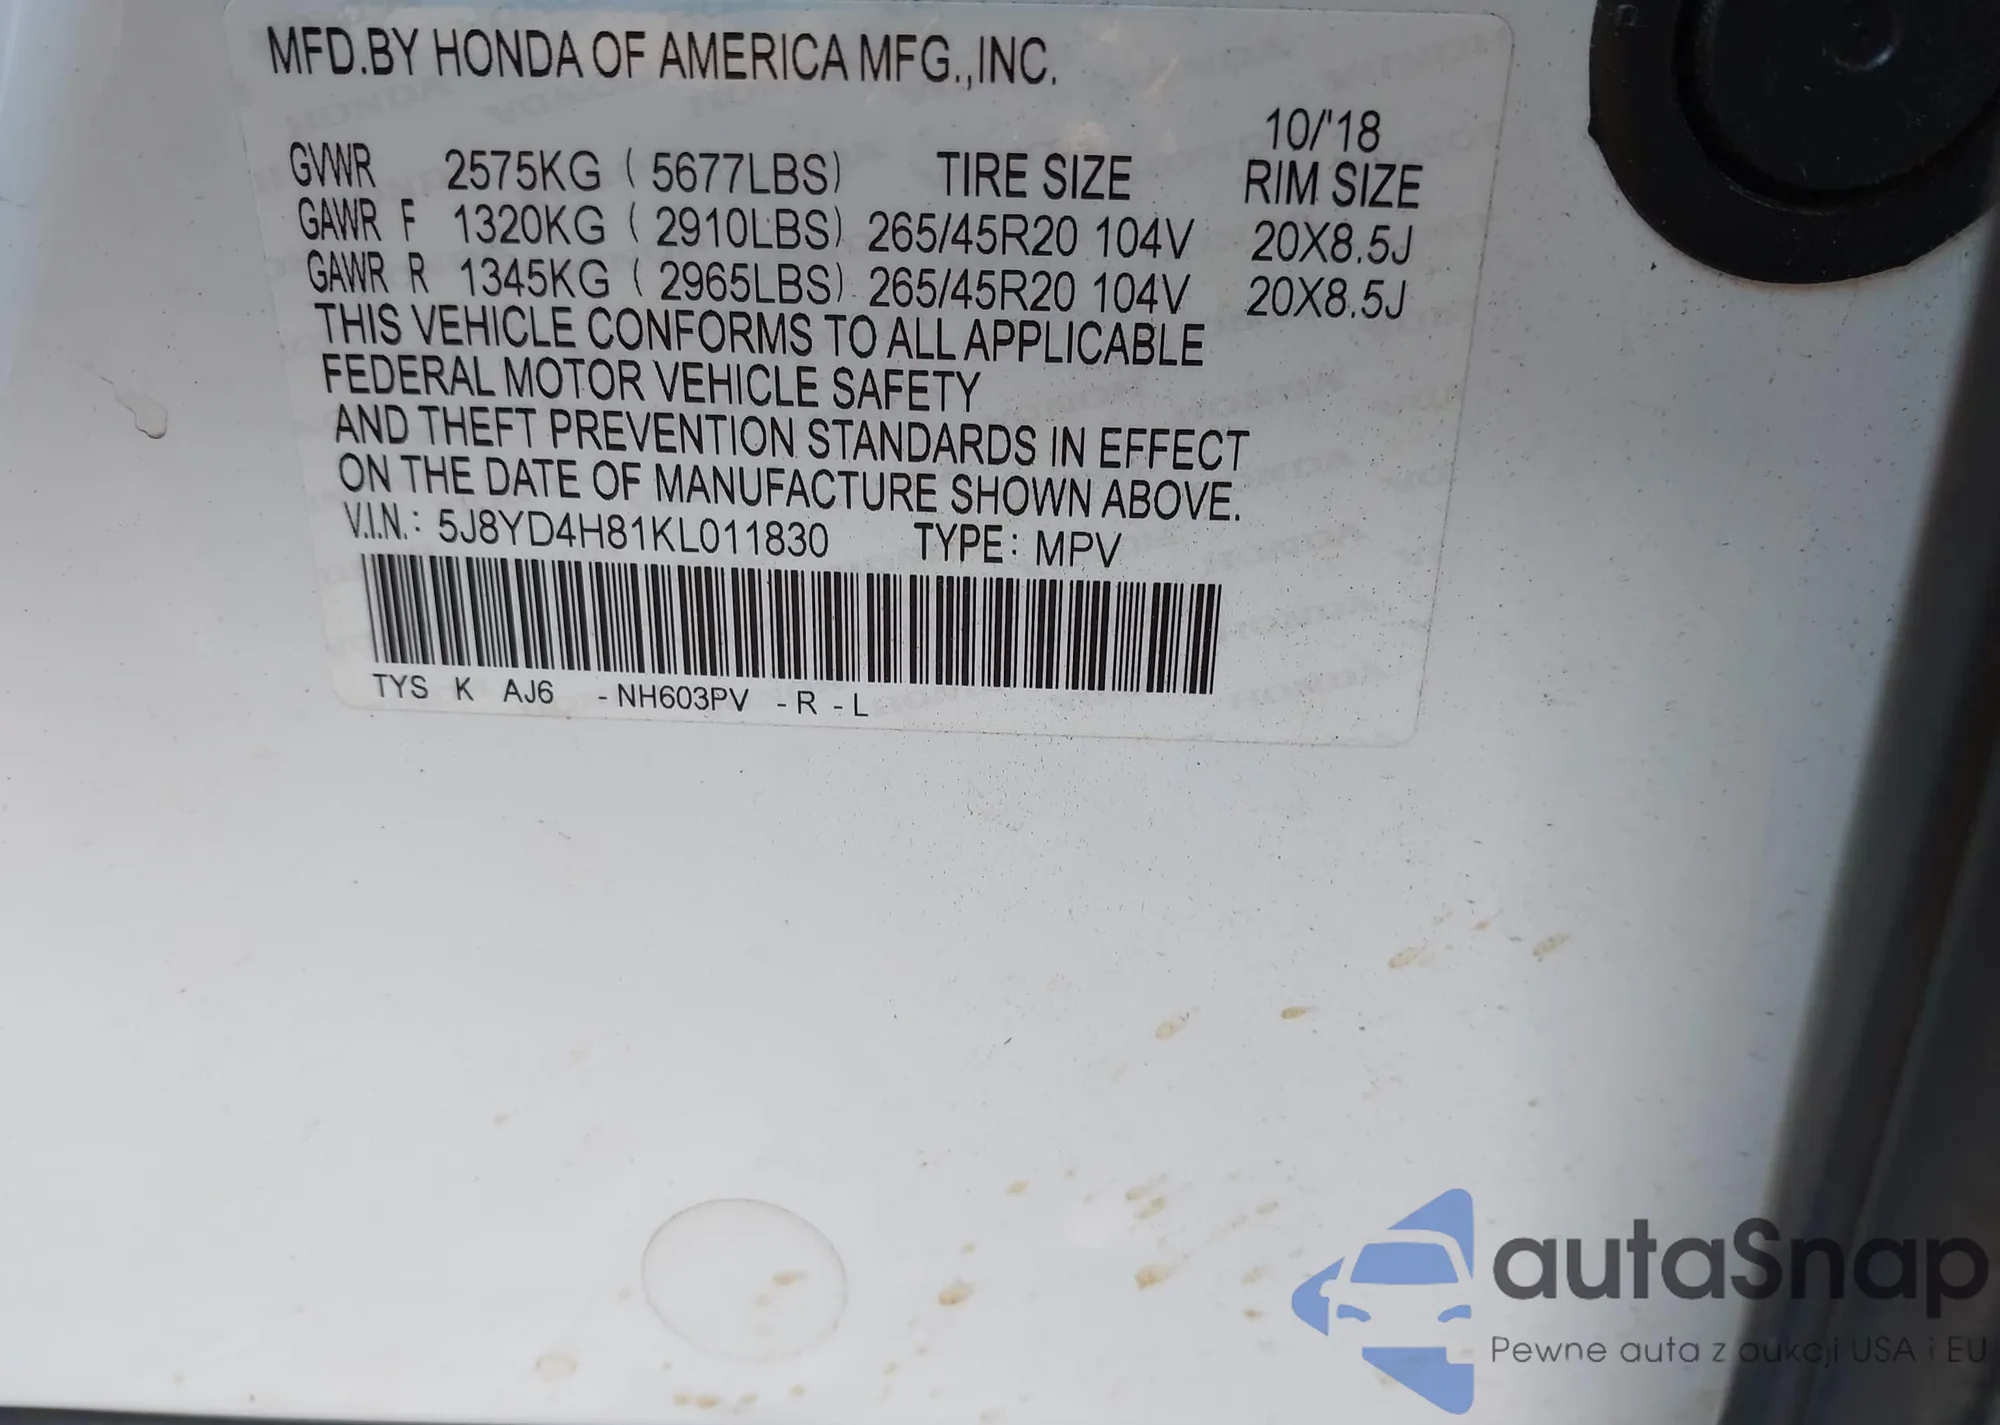 MFD.BY HONDA OF AMERICA MFG.,INC.
10/'18
GVWR 2575KG ( 5677LBS) TIRE SIZE RIM SIZE
GAWR F 1320KG ( 2910LBS) 265/45R20 104V 20X8.5J
GAWR R 1345KG ( 2965LBS) 265/45R20 104V 20X8.5J
THIS VEHICLE CONFORMS TO ALL APPLICABLE
FEDERAL MOTOR VEHICLE SAFETY
AND THEFT PREVENTION STANDARDS IN EFFECT
ON THE DATE OF MANUFACTURE SHOWN ABOVE.
V.I.N.: 5J8YD4H81KL011830 TYPE: MPV
TYS K AJ6 -NH603PV -R -L
autaSnap
Pewne auta z aukcji USA i EU